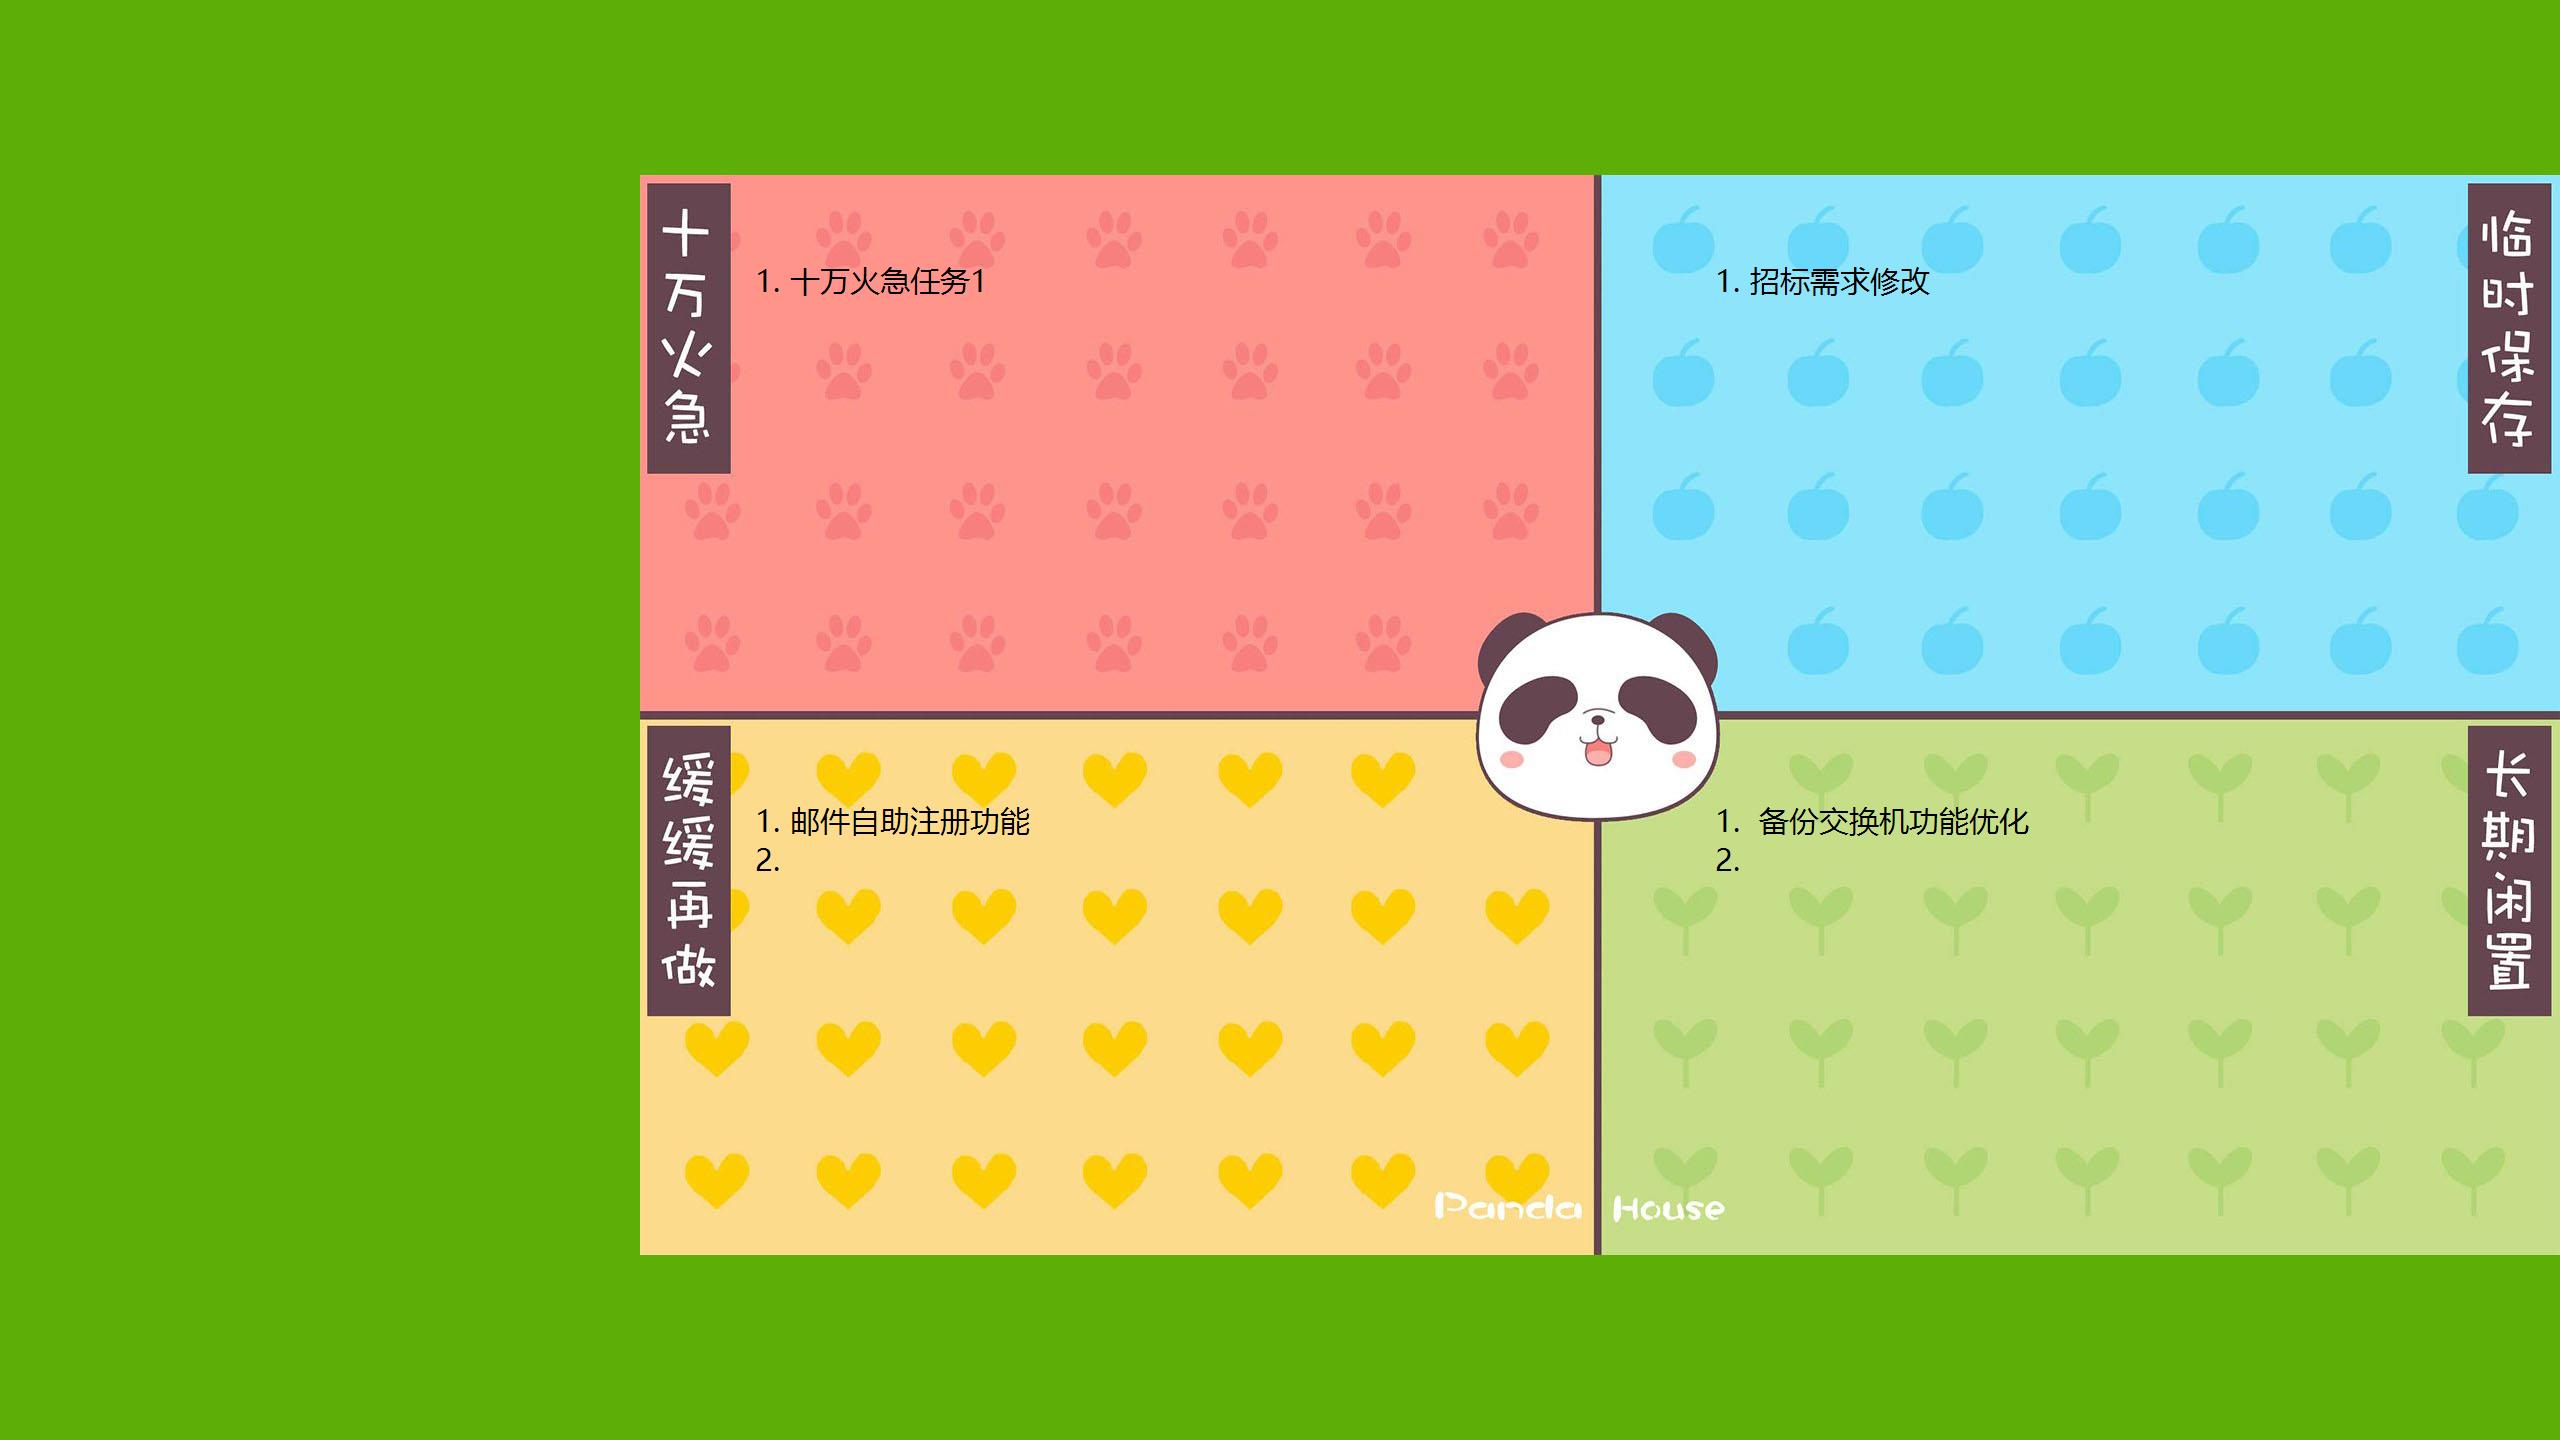 十万火急
1. 十万火急任务1
临时保存
1. 招标需求修改
缓缓再做
1. 邮件自助注册功能
2.
长期闲置
1. 备份交换机功能优化
2.
Panda House